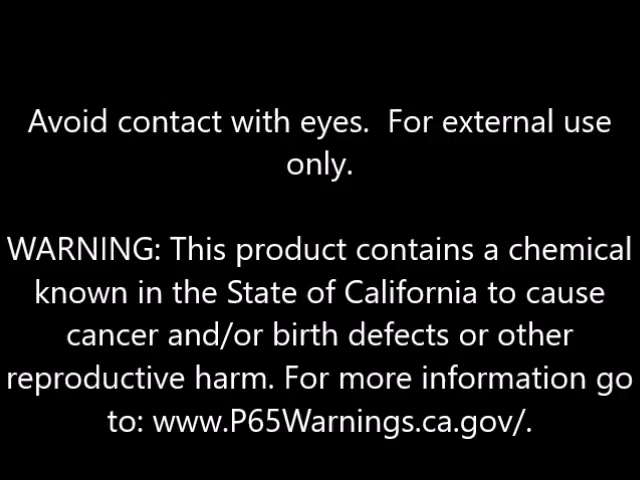 Avoid contact with eyes.  For external use
only.
WARNING: This product contains a chemical
known in the State of California to cause
cancer and/or birth defects or other
reproductive harm. For more information go
to: www.P65Warnings.ca.gov/.